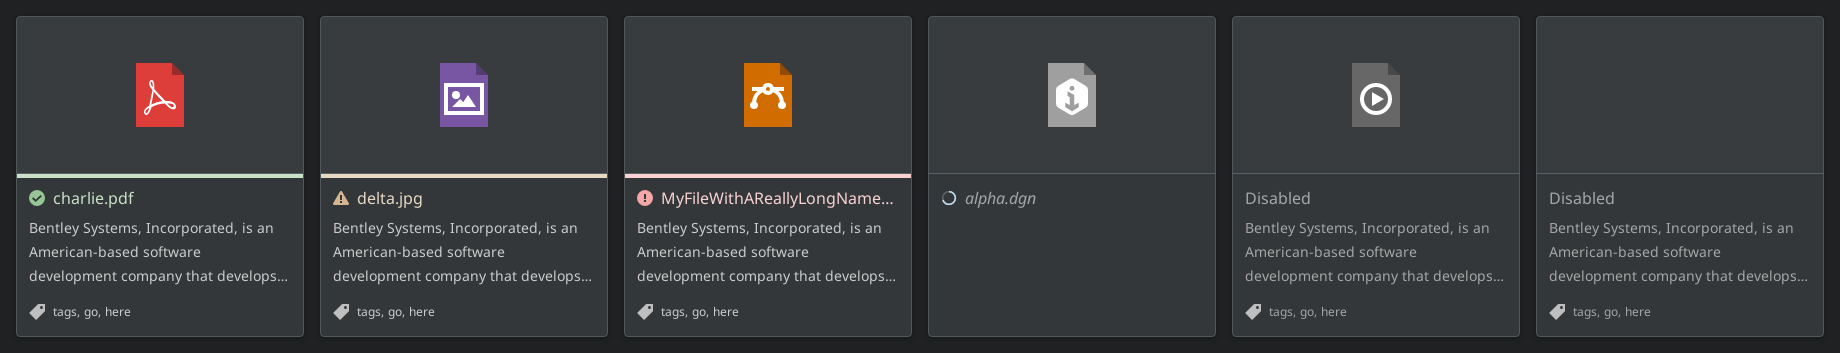 charlie.pdf
Bentley Systems, Incorporated, is an
American-based software
development company that develops...
tags, go, here
delta.jpg
Bentley Systems, Incorporated, is an
American-based software
development company that develops...
tags, go, here
MyFileWithAReallyLongName...
Bentley Systems, Incorporated, is an
American-based software
development company that develops...
tags, go, here
alpha.dgn
Disabled
Bentley Systems, Incorporated, is an
American-based software
development company that develops...
tags, go, here
Disabled
Bentley Systems, Incorporated, is an
American-based software
development company that develops...
tags, go, here